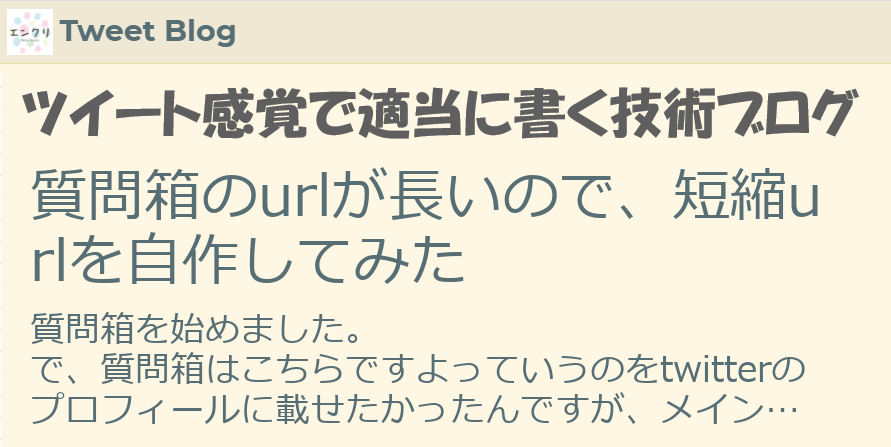 エンクリ
Tweet Blog
ツイート感覚で適当に書く技術ブログ
質問箱のurlが長いので、短縮u
rlを自作してみた
質問箱を始めました。
で、質問箱はこちらですよっていうのをtwitterの
プロフィールに載せたかったんですが、メイン…